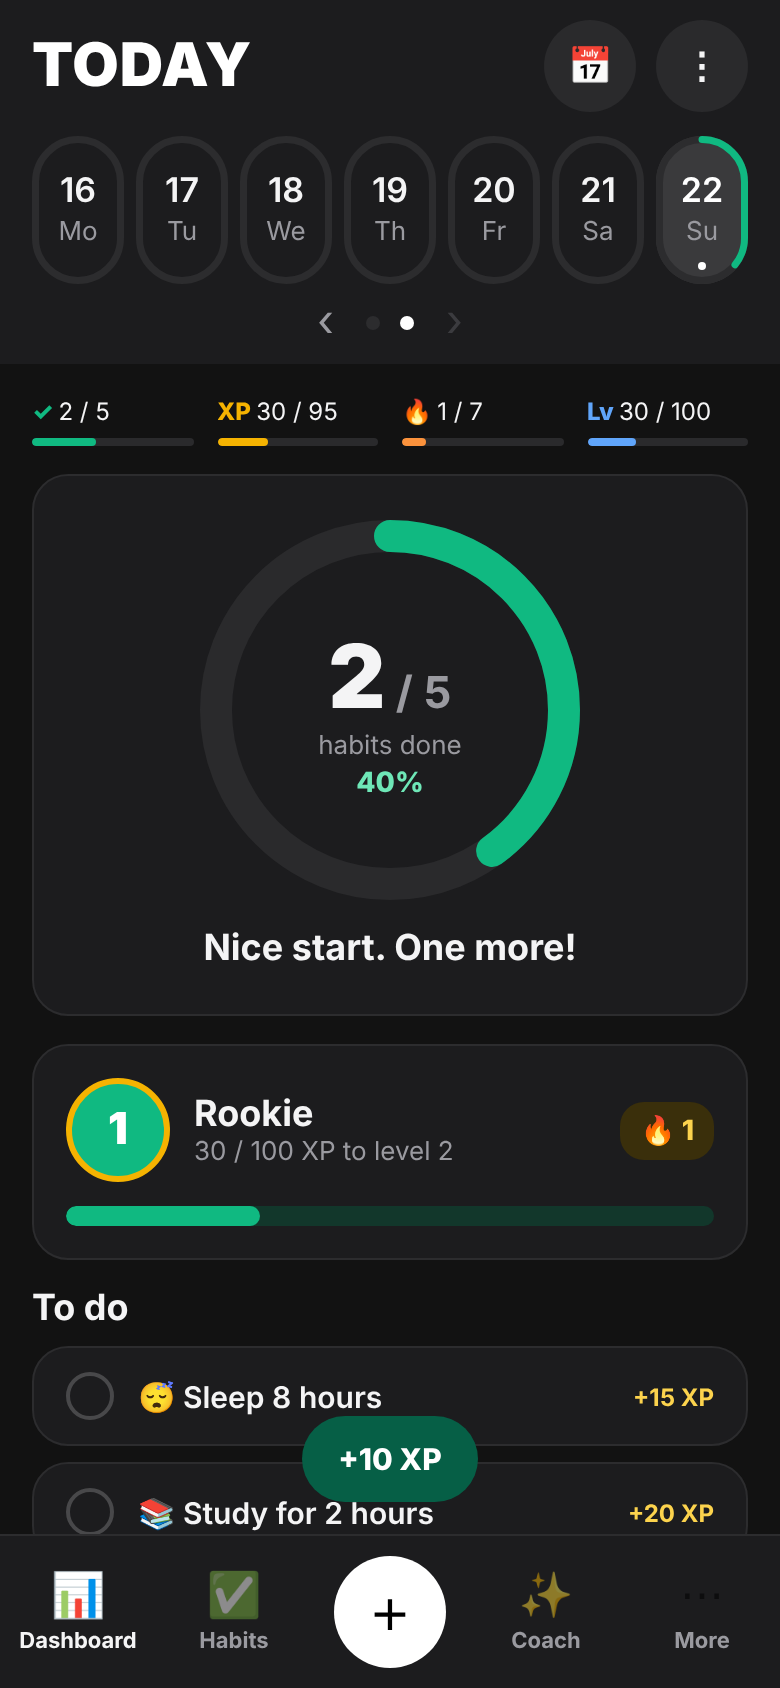 TODAY
July
17
16
Mo
17
Tu
18
We
19
Th
20
Fr
21
Sa
22
Su
2 / 5
XP 30 / 95
1 / 7
Lv 30 / 100
2 / 5
habits done
40%
Nice start. One more!
1
Rookie
30 / 100 XP to level 2
1
To do
Sleep 8 hours
+15 XP
+10 XP
Study for 2 hours
+20 XP
Dashboard
Habits
+
Coach
More